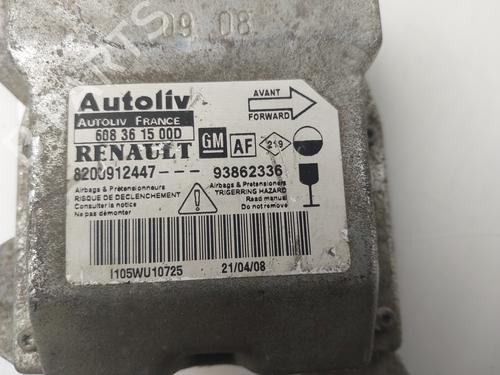 09 08
Autoliv
AUTOLIV FRANCE
608 36 15 00D
AVANT
FORWARD
RENAULT GM AF 219
8200912447--- 93862336
Airbags & Prétensionneurs
RISQUE DE DECLENCHEMENT
Consulter la notice
Ne pas démonter
Airbags & Pretensioners
TRIGERRING HAZARD
Read manual
Do not remove
I105WU10725 21/04/08